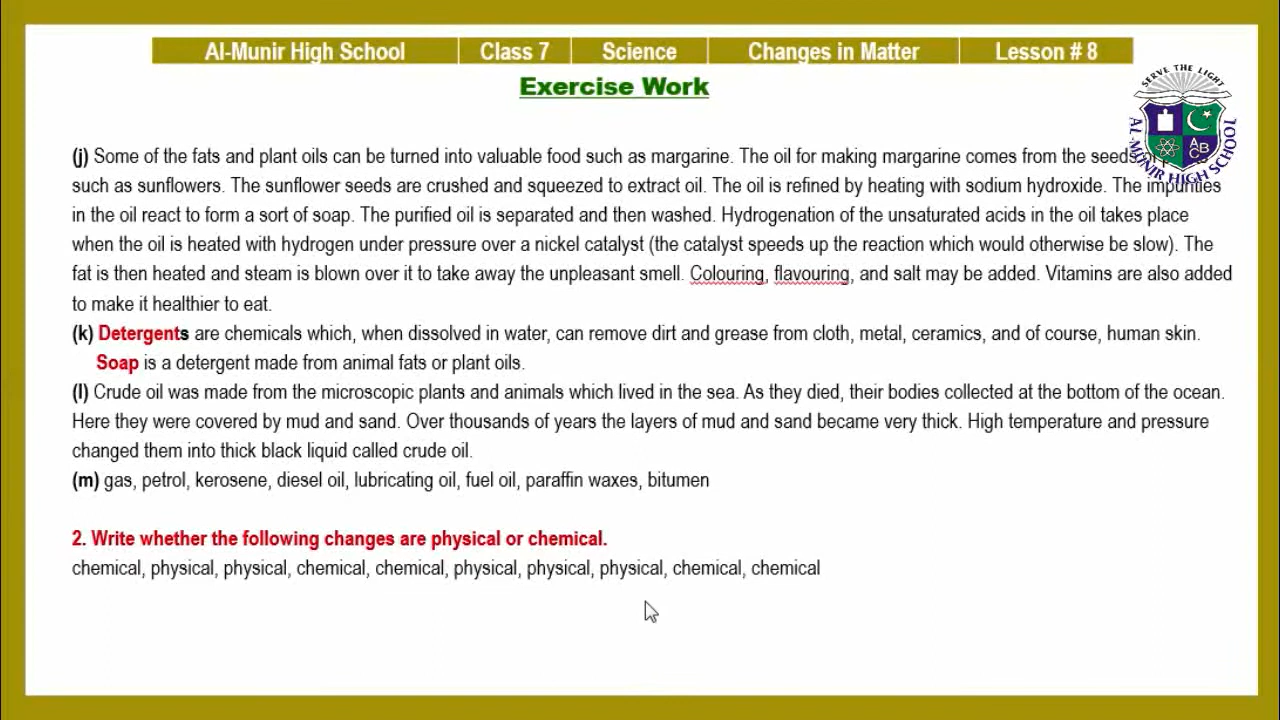 Al-Munir High School Class 7 Science Changes in Matter Lesson # 8
Exercise Work
SERVE THE LIGHT
AL-MUNIR HIGH SCHOOL
A B C
(j) Some of the fats and plant oils can be turned into valuable food such as margarine. The oil for making margarine comes from the seeds
such as sunflowers. The sunflower seeds are crushed and squeezed to extract oil. The oil is refined by heating with sodium hydroxide. The impurities
in the oil react to form a sort of soap. The purified oil is separated and then washed. Hydrogenation of the unsaturated acids in the oil takes place
when the oil is heated with hydrogen under pressure over a nickel catalyst (the catalyst speeds up the reaction which would otherwise be slow). The
fat is then heated and steam is blown over it to take away the unpleasant smell. Colouring, flavouring, and salt may be added. Vitamins are also added
to make it healthier to eat.
(k) Detergents are chemicals which, when dissolved in water, can remove dirt and grease from cloth, metal, ceramics, and of course, human skin.
Soap is a detergent made from animal fats or plant oils.
(l) Crude oil was made from the microscopic plants and animals which lived in the sea. As they died, their bodies collected at the bottom of the ocean.
Here they were covered by mud and sand. Over thousands of years the layers of mud and sand became very thick. High temperature and pressure
changed them into thick black liquid called crude oil.
(m) gas, petrol, kerosene, diesel oil, lubricating oil, fuel oil, paraffin waxes, bitumen
2. Write whether the following changes are physical or chemical.
chemical, physical, physical, chemical, chemical, physical, physical, physical, chemical, chemical